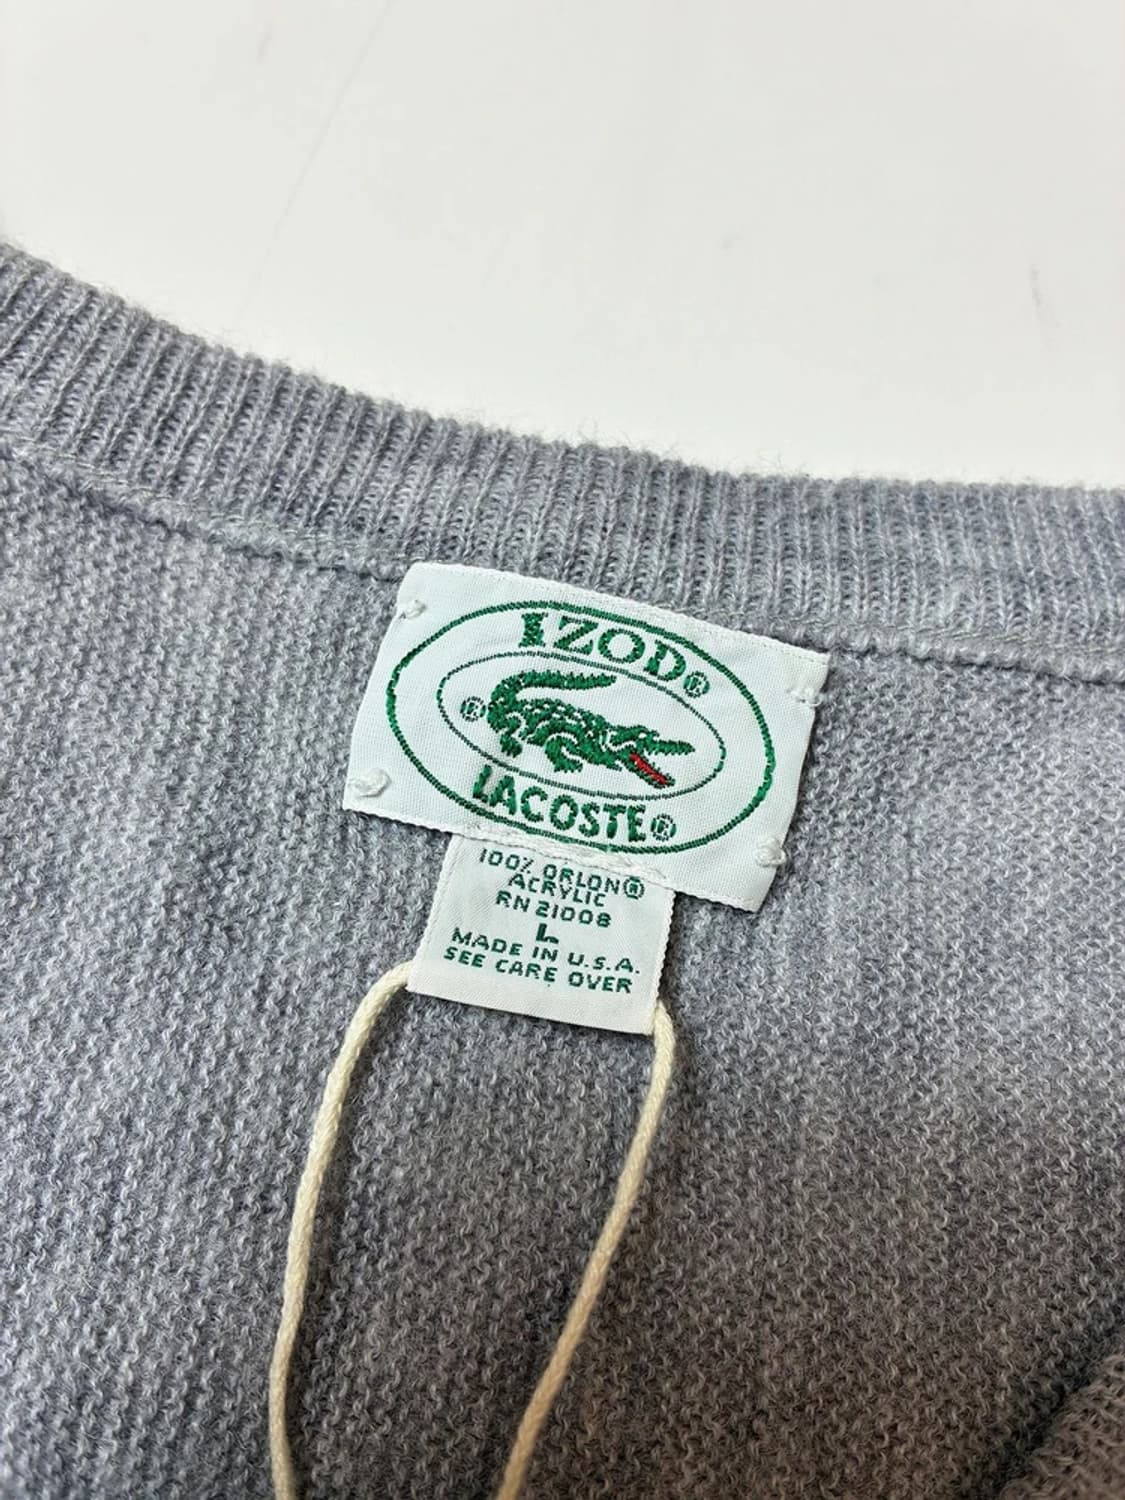 IZOD®
®
LACOSTE®
100% ORLON®
ACRYLIC
RN 21008
L
MADE IN U.S.A.
SEE CARE OVER